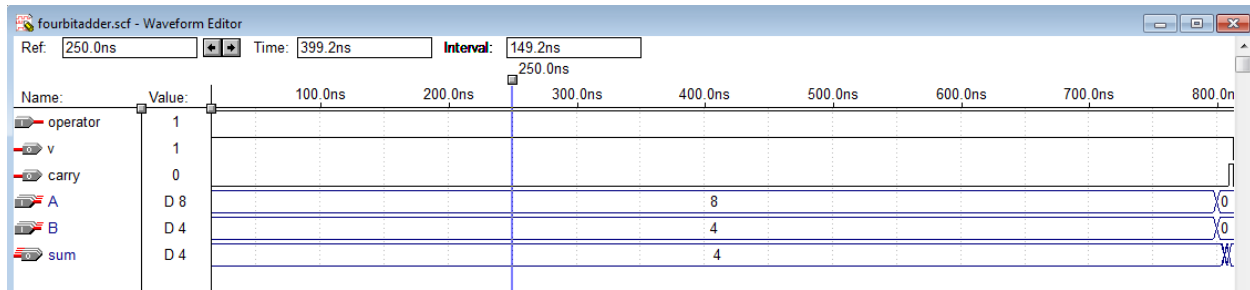 fourbitadder.scf - Waveform Editor
Ref: 250.0ns Time: 399.2ns Interval: 149.2ns
250.0ns
Name: Value: 100.0ns 200.0ns 300.0ns 400.0ns 500.0ns 600.0ns 700.0ns 800.0n
operator 1
v 1
carry 0
A D 8 8 0
B D 4 4 0
sum D 4 4